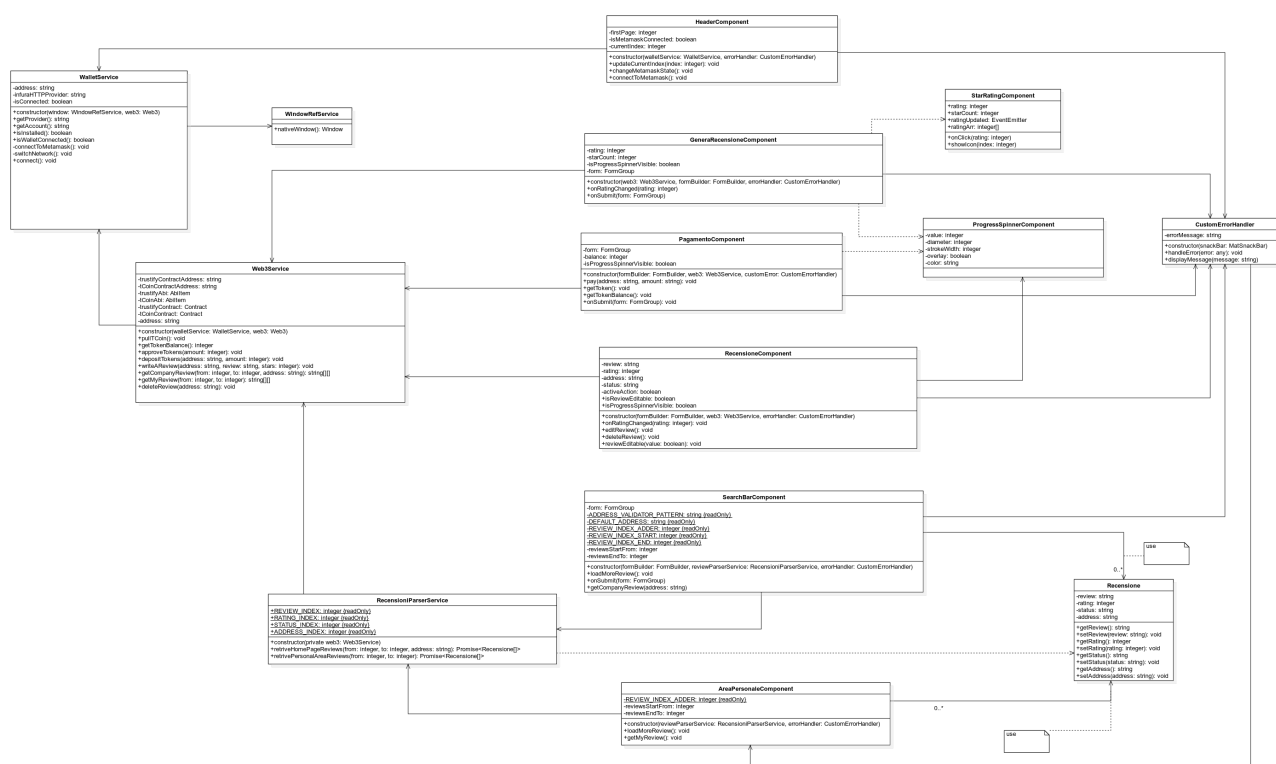 HeaderComponent
-firstPage: integer
-isMetamaskConnected: boolean
-currentIndex: integer
+constructor(walletService: WalletService, errorHandler: CustomErrorHandler)
+updateCurrentIndex(index: integer): void
+changeMetamaskState(): void
+connectToMetamask(): void
WalletService
-address: string
-infuraHTTPProvider: string
-isConnected: boolean
+constructor(window: WindowRefService, web3: Web3)
+getProvider(): string
+getAccount(): string
+isInstalled(): boolean
+isWalletConnected(): boolean
-connectToMetamask(): void
-switchNetwork(): void
+connect(): void
WindowRefService
+nativeWindow(): Window
StarRatingComponent
+rating: integer
+starCount: integer
+ratingUpdated: EventEmitter
+ratingArr: integer[]
+onClick(rating: integer)
+showIcon(index: integer)
GeneraRecensioneComponent
-rating: integer
-starCount: integer
-isProgressSpinnerVisible: boolean
-form: FormGroup
+constructor(web3: Web3Service, formBuilder: FormBuilder, errorHandler: CustomErrorHandler)
+onRatingChanged(rating: integer)
+onSubmit(form: FormGroup)
ProgressSpinnerComponent
-value: integer
-diameter: integer
-strokeWidth: integer
-overlay: boolean
-color: string
CustomErrorHandler
-errorMessage: string
+constructor(snackBar: MatSnackBar)
+handleError(error: any): void
+displayMessage(message: string)
PagamentoComponent
-form: FormGroup
-balance: integer
-isProgressSpinnerVisible: boolean
+constructor(formBuilder: FormBuilder, web3: Web3Service, customError: CustomErrorHandler)
+pay(address: string, amount: string): void
+getToken(): void
+getTokenBalance(): void
+onSubmit(form: FormGroup): void
Web3Service
-trustifyContractAddress: string
-tCoinContractAddress: string
-trustifyAbi: AbiItem
-tCoinAbi: AbiItem
-trustifyContract: Contract
-tCoinContract: Contract
-address: string
+constructor(walletService: WalletService, web3: Web3)
+pullTCoin(): void
+getTokenBalance(): integer
+approveTokens(amount: integer): void
+depositTokens(address: string, amount: integer): void
+writeAReview(address: string, review: string, stars: integer): void
+getCompanyReview(from: integer, to: integer, address: string): string[][]
+getMyReview(from: integer, to: integer): string[][]
+deleteReview(address: string): void
RecensioneComponent
-review: string
-rating: integer
-address: string
-status: string
-activeAction: boolean
+isReviewEditable: boolean
+isProgressSpinnerVisible: boolean
+constructor(formBuilder: FormBuilder, web3: Web3Service, errorHandler: CustomErrorHandler)
+onRatingChanged(rating: integer): void
+editReview(): void
+deleteReview(): void
+reviewEditable(value: boolean): void
SearchBarComponent
-form: FormGroup
-ADDRESS_VALIDATOR_PATTERN: string {readOnly}
-DEFAULT_ADDRESS: string {readOnly}
-REVIEW_INDEX_ADDER: integer {readOnly}
-REVIEW_INDEX_START: integer {readOnly}
-REVIEW_INDEX_END: integer {readOnly}
-reviewsStartFrom: integer
-reviewsEndTo: integer
+constructor(formBuilder: FormBuilder, reviewParserService: RecensioniParserService, errorHandler: CustomErrorHandler)
+loadMoreReview(): void
+onSubmit(form: FormGroup)
+getCompanyReview(address: string)
use
0..*
Recensione
-review: string
-rating: integer
-status: string
-address: string
+getReview(): string
+setReview(review: string): void
+getRating(): integer
+setRating(rating: integer): void
+getStatus(): string
+setStatus(status: string): void
+getAddress(): string
+setAddress(address: string): void
RecensioniParserService
+REVIEW_INDEX: integer {readOnly}
+RATING_INDEX: integer {readOnly}
+STATUS_INDEX: integer {readOnly}
+ADDRESS_INDEX: integer {readOnly}
+constructor(private web3: Web3Service)
+retriveHomePageReviews(from: integer, to: integer, address: string): Promise<Recensione[]>
+retrivePersonalAreaReviews(from: integer, to: integer): Promise<Recensione[]>
AreaPersonaleComponent
-REVIEW_INDEX_ADDER: integer {readOnly}
-reviewsStartFrom: integer
-reviewsEndTo: integer
+constructor(reviewParserService: RecensioniParserService, errorHandler: CustomErrorHandler)
+loadMoreReview(): void
+getMyReview(): void
0..*
use